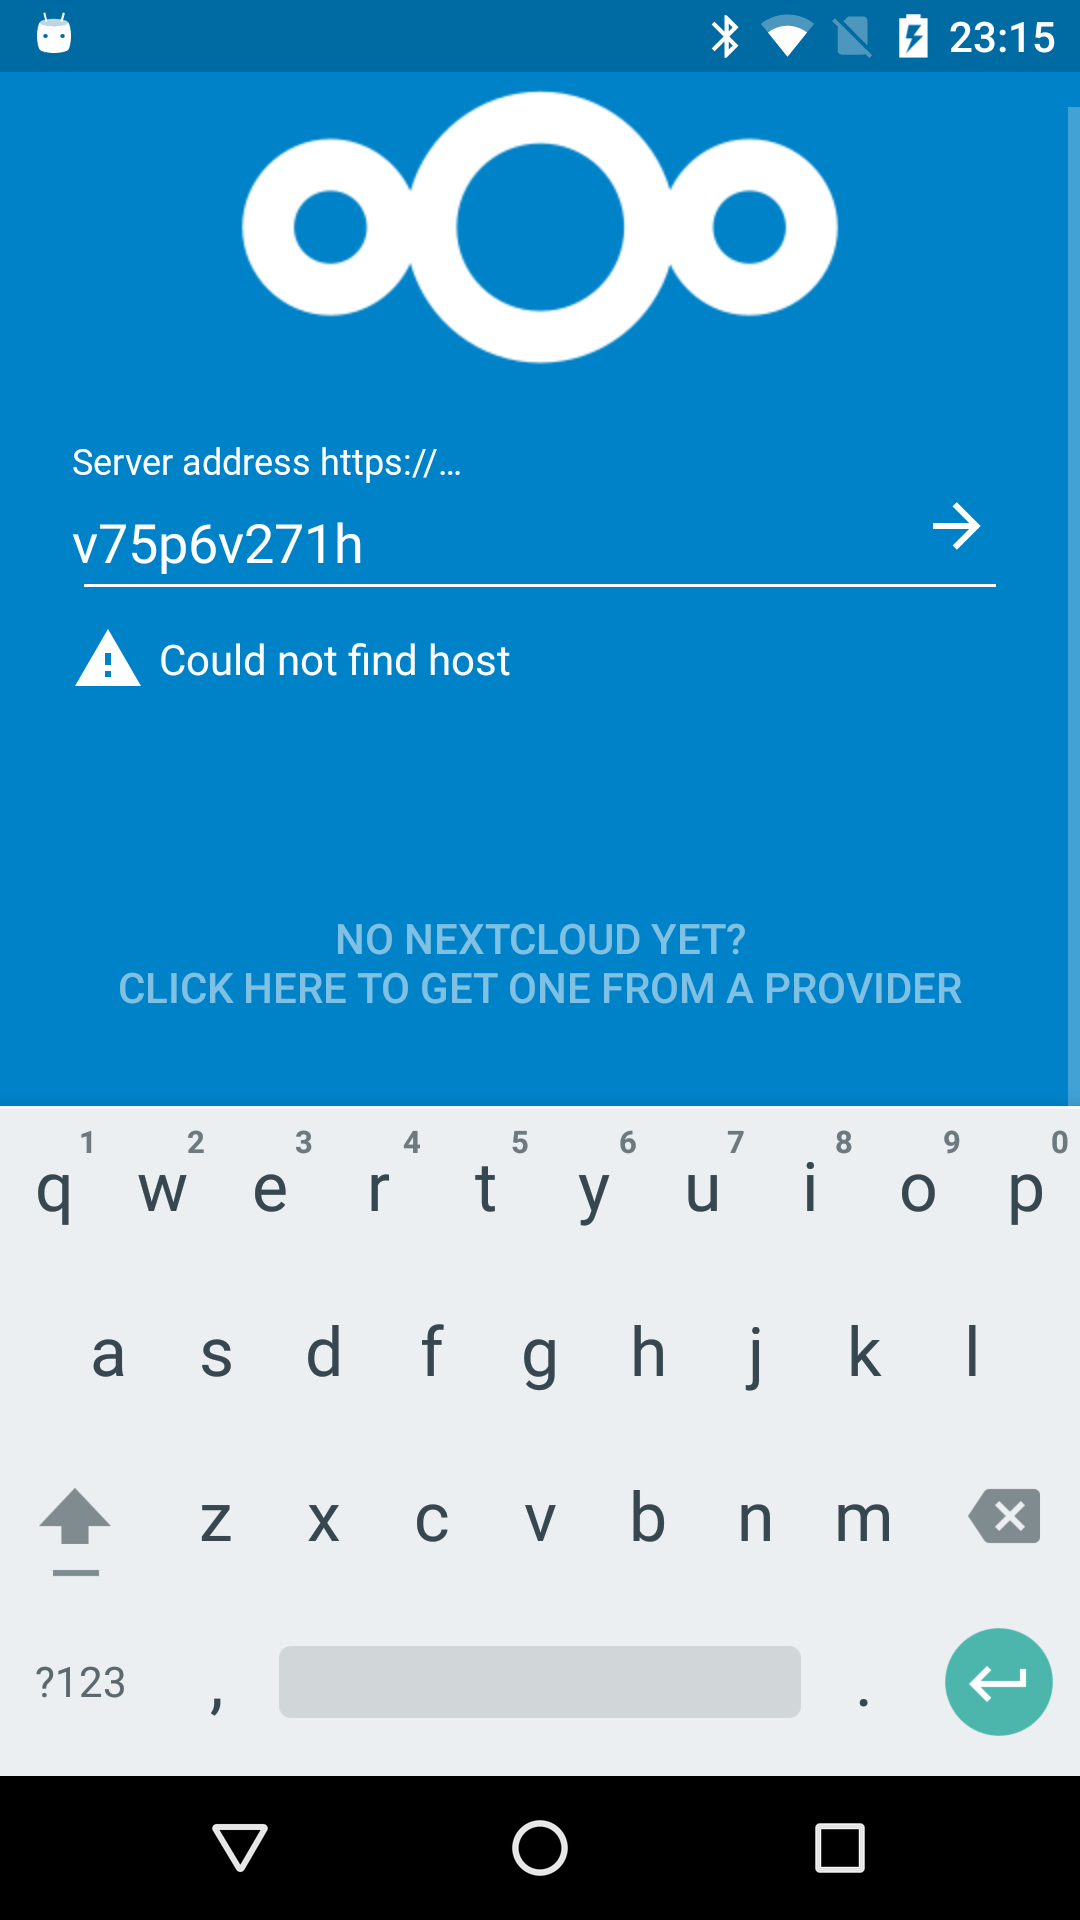 23:15
Server address https://…
v75p6v271h
Could not find host
NO NEXTCLOUD YET?
CLICK HERE TO GET ONE FROM A PROVIDER
1 2 3 4 5 6 7 8 9 0
q w e r t y u i o p
a s d f g h j k l
z x c v b n m
?123 , .